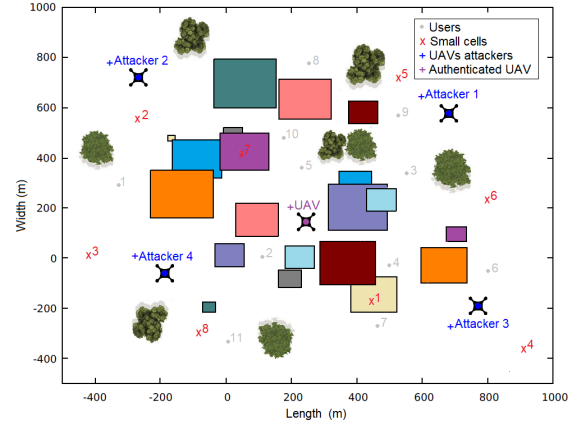 1000
800
600
400
200
0
-200
-400
Width (m)
-400
-200
0
200
400
600
800
1000
Length (m)
Users
x Small cells
+ UAVs attackers
+ Authenticated UAV
+Attacker 2
8
x5
+Attacker 1
x2
9
10
x7
5
3
1
x6
+UAV
x3
+Attacker 4
2
4
6
x1
x8
7
+Attacker 3
11
x4